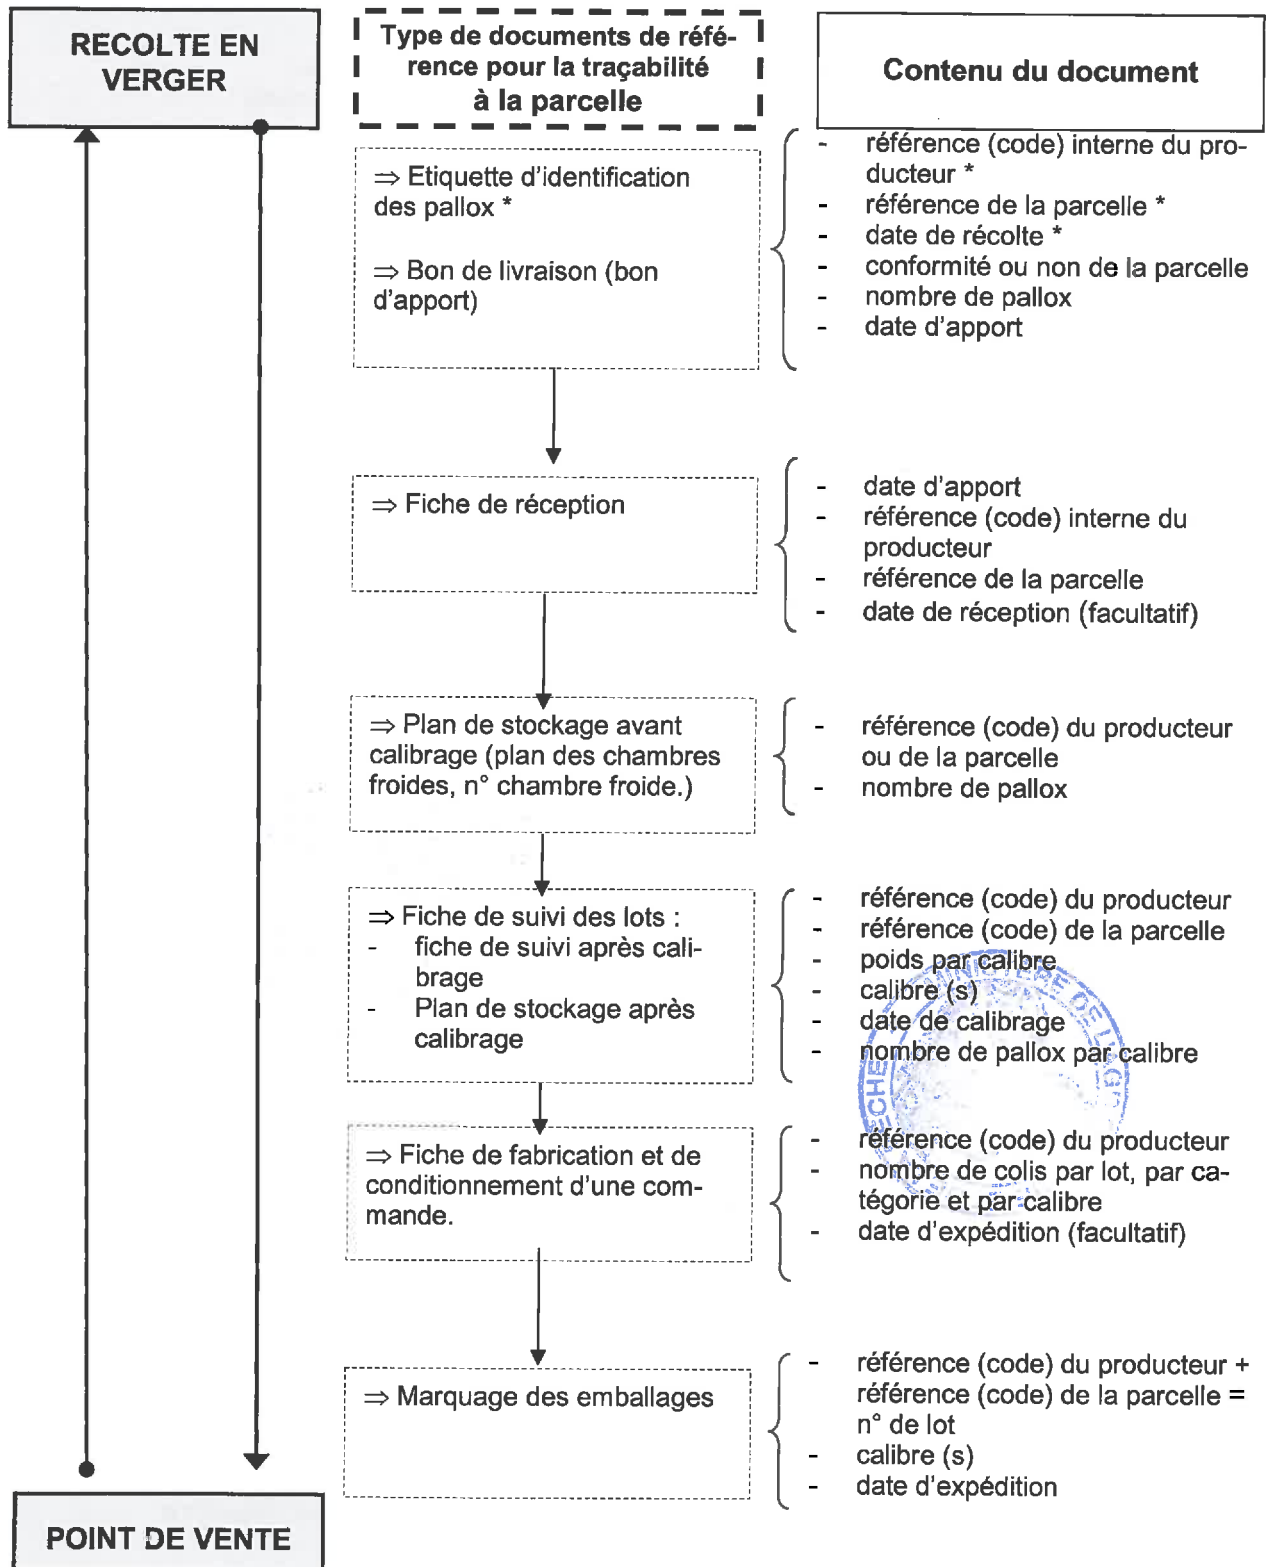 RECOLTE EN
VERGER
Type de documents de réfé-
rence pour la traçabilité
à la parcelle
Contenu du document
⇒ Etiquette d'identification
des pallox *
⇒ Bon de livraison (bon
d'apport)
- référence (code) interne du pro-
ducteur *
- référence de la parcelle *
- date de récolte *
- conformité ou non de la parcelle
- nombre de pallox
- date d'apport
⇒ Fiche de réception
- date d'apport
- référence (code) interne du
producteur
- référence de la parcelle
- date de réception (facultatif)
⇒ Plan de stockage avant
calibrage (plan des chambres
froides, n° chambre froide.)
- référence (code) du producteur
ou de la parcelle
- nombre de pallox
⇒ Fiche de suivi des lots :
- fiche de suivi après cali-
brage
- Plan de stockage après
calibrage
- référence (code) du producteur
- référence (code) de la parcelle
- poids par calibre
- calibre (s)
- date de calibrage
- nombre de pallox par calibre
MINISTERE DE L'AG
ECHE
⇒ Fiche de fabrication et de
conditionnement d'une com-
mande.
- référence (code) du producteur
- nombre de colis par lot, par ca-
tégorie et par calibre
- date d'expédition (facultatif)
⇒ Marquage des emballages
- référence (code) du producteur +
référence (code) de la parcelle =
n° de lot
- calibre (s)
- date d'expédition
POINT DE VENTE